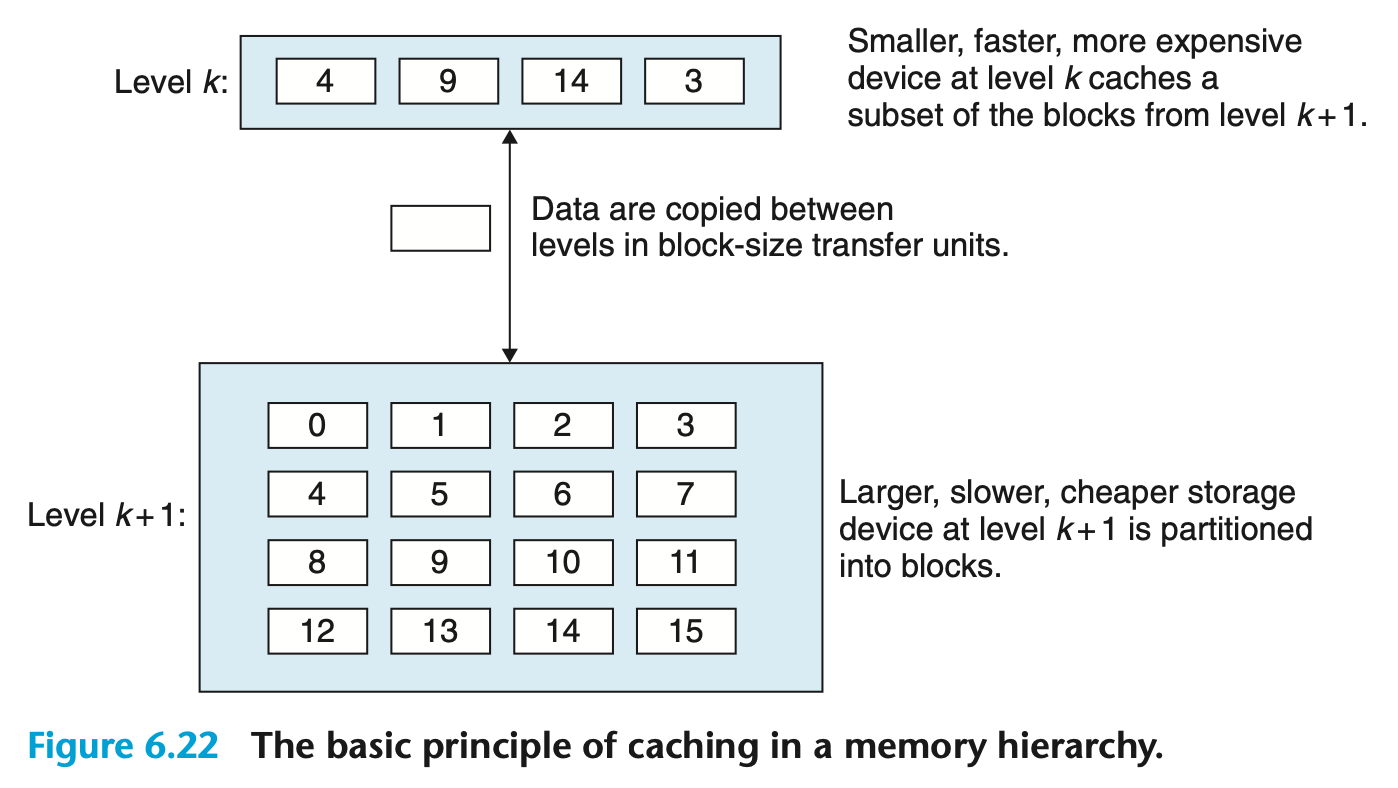 Level k:
4 9 14 3
Smaller, faster, more expensive
device at level k caches a
subset of the blocks from level k+1.
Data are copied between
levels in block-size transfer units.
Level k+1:
0 1 2 3
4 5 6 7
8 9 10 11
12 13 14 15
Larger, slower, cheaper storage
device at level k+1 is partitioned
into blocks.
Figure 6.22 The basic principle of caching in a memory hierarchy.